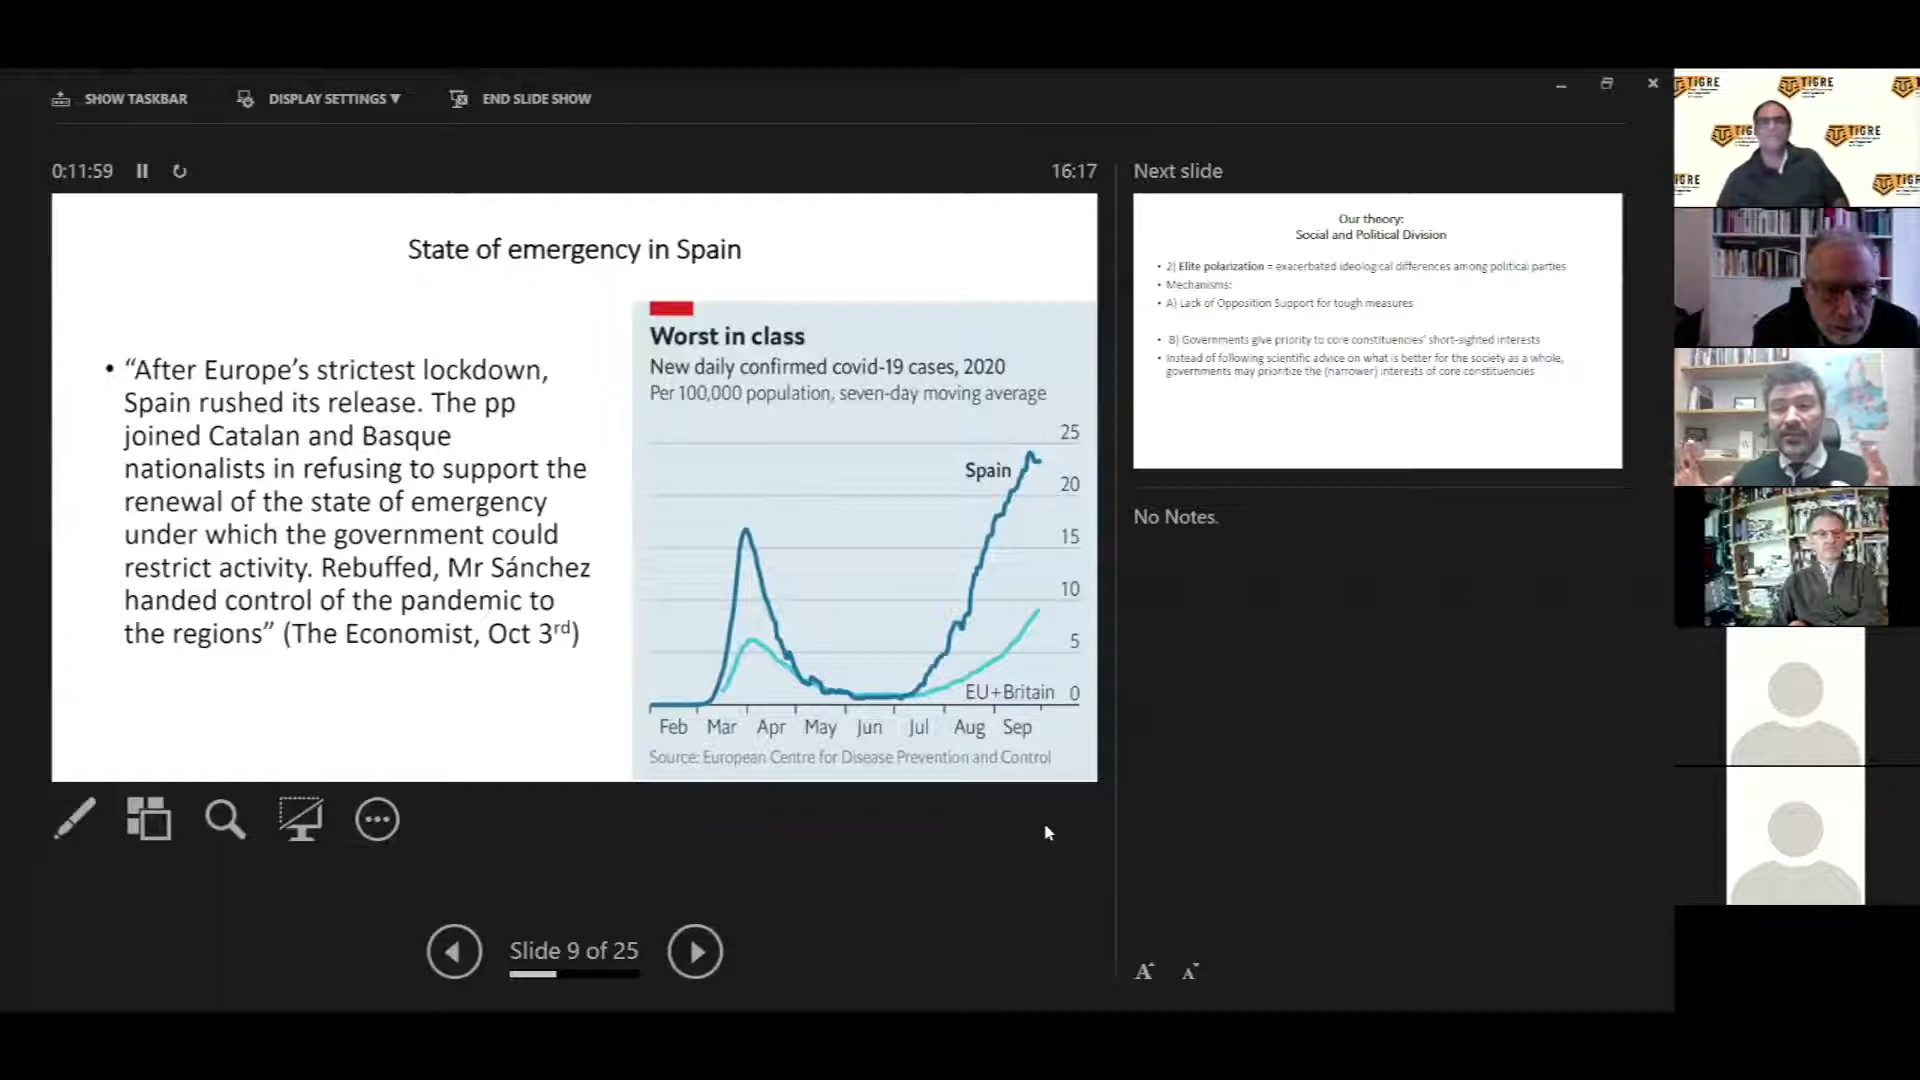 SHOW TASKBAR
DISPLAY SETTINGS ▼
END SLIDE SHOW
0:11:59
16:17
State of emergency in Spain
• “After Europe’s strictest lockdown,
Spain rushed its release. The pp
joined Catalan and Basque
nationalists in refusing to support the
renewal of the state of emergency
under which the government could
restrict activity. Rebuffed, Mr Sánchez
handed control of the pandemic to
the regions” (The Economist, Oct 3rd)
Worst in class
New daily confirmed covid-19 cases, 2020
Per 100,000 population, seven-day moving average
25
Spain
20
15
10
5
EU+Britain 0
Feb Mar Apr May Jun Jul Aug Sep
Source: European Centre for Disease Prevention and Control
Slide 9 of 25
Next slide
Our theory:
Social and Political Division
• 2) Elite polarization = exacerbated ideological differences among political parties
• Mechanisms:
• A) Lack of Opposition Support for tough measures
• B) Governments give priority to core constituencies’ short-sighted interests
• Instead of following scientific advice on what is better for the society as a whole,
governments may prioritize the (narrower) interests of core constituencies
No Notes.
A A
TIGRE TIGRE
TIG TIGRE
IGRE TIGR